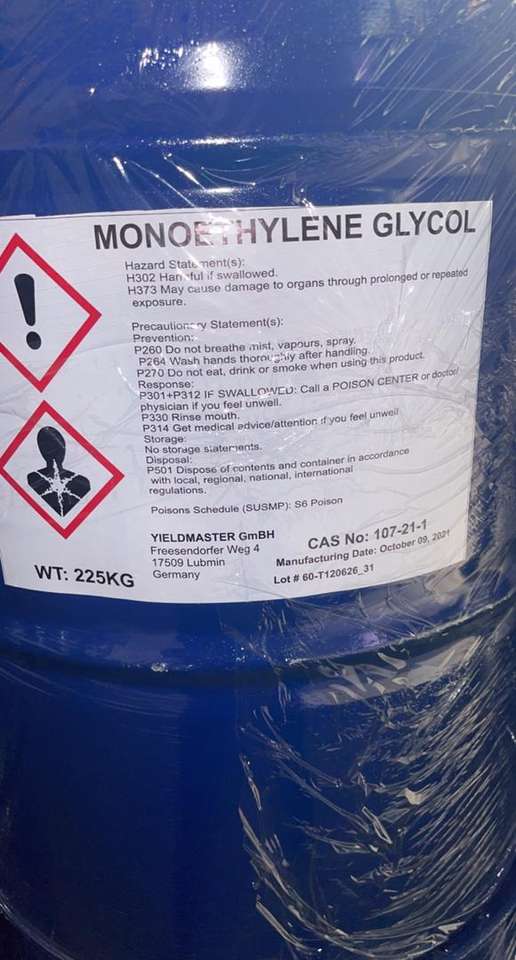 MONOETHYLENE GLYCOL
Hazard Statement(s):
H302 Harmful if swallowed.
H373 May cause damage to organs through prolonged or repeated
exposure.
Precautionary Statement(s):
Prevention:
P260 Do not breathe mist, vapours, spray.
P264 Wash hands thoroughly after handling.
P270 Do not eat, drink or smoke when using this product.
Response:
P301+P312 IF SWALLOWED: Call a POISON CENTER or doctor/
physician if you feel unwell.
P330 Rinse mouth.
P314 Get medical advice/attention if you feel unwell
Storage:
No storage statements.
Disposal:
P501 Dispose of contents and container in accordance
with local, regional, national, international
regulations.
Poisons Schedule (SUSMP): S6 Poison
YIELDMASTER GmBH
Freesendorfer Weg 4
17509 Lubmin
Germany
CAS No: 107-21-1
Manufacturing Date: October 09, 2021
Lot # 60-T120626_31
WT: 225KG